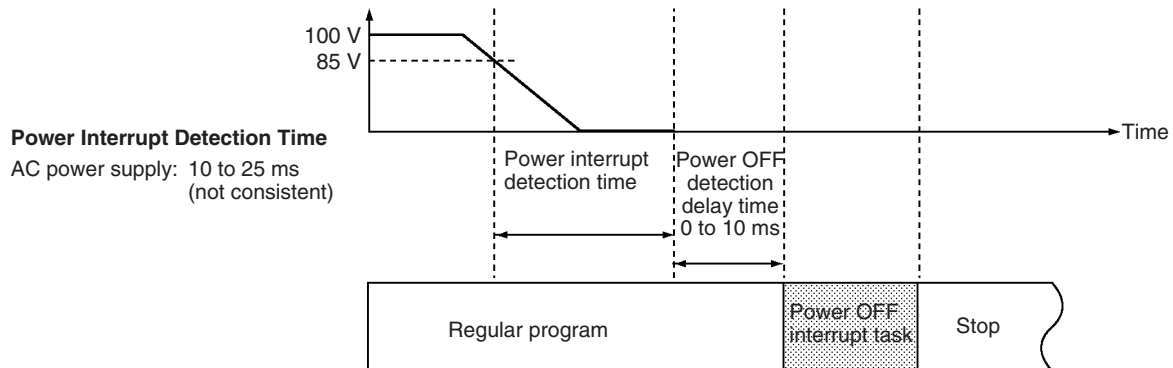 100 V
85 V
Time
Power Interrupt Detection Time
AC power supply: 10 to 25 ms
(not consistent)
Power interrupt
detection time
Power OFF
detection
delay time
0 to 10 ms
Regular program
Power OFF
interrupt task
Stop